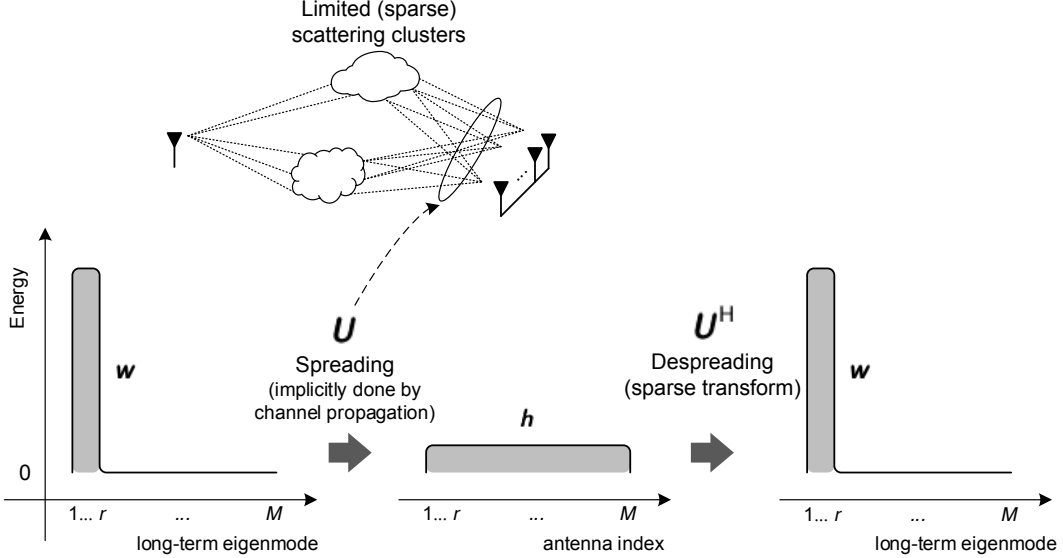 Limited (sparse)
scattering clusters
...
Energy
w
0
1... r ... M
long-term eigenmode
U
Spreading
(implicitly done by
channel propagation)
h
1... r ... M
antenna index
U^H
Despreading
(sparse transform)
w
1... r ... M
long-term eigenmode